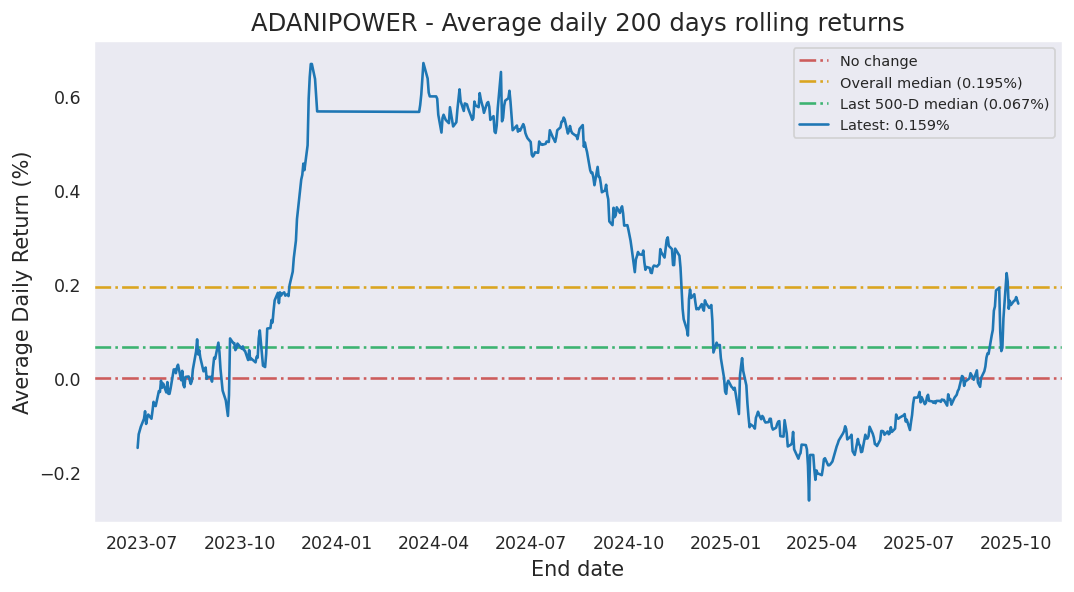 ADANIPOWER - Average daily 200 days rolling returns
No change
Overall median (0.195%)
Last 500-D median (0.067%)
Latest: 0.159%
Average Daily Return (%)
0.6
0.4
0.2
0.0
−0.2
2023-07 2023-10 2024-01 2024-04 2024-07 2024-10 2025-01 2025-04 2025-07 2025-10
End date